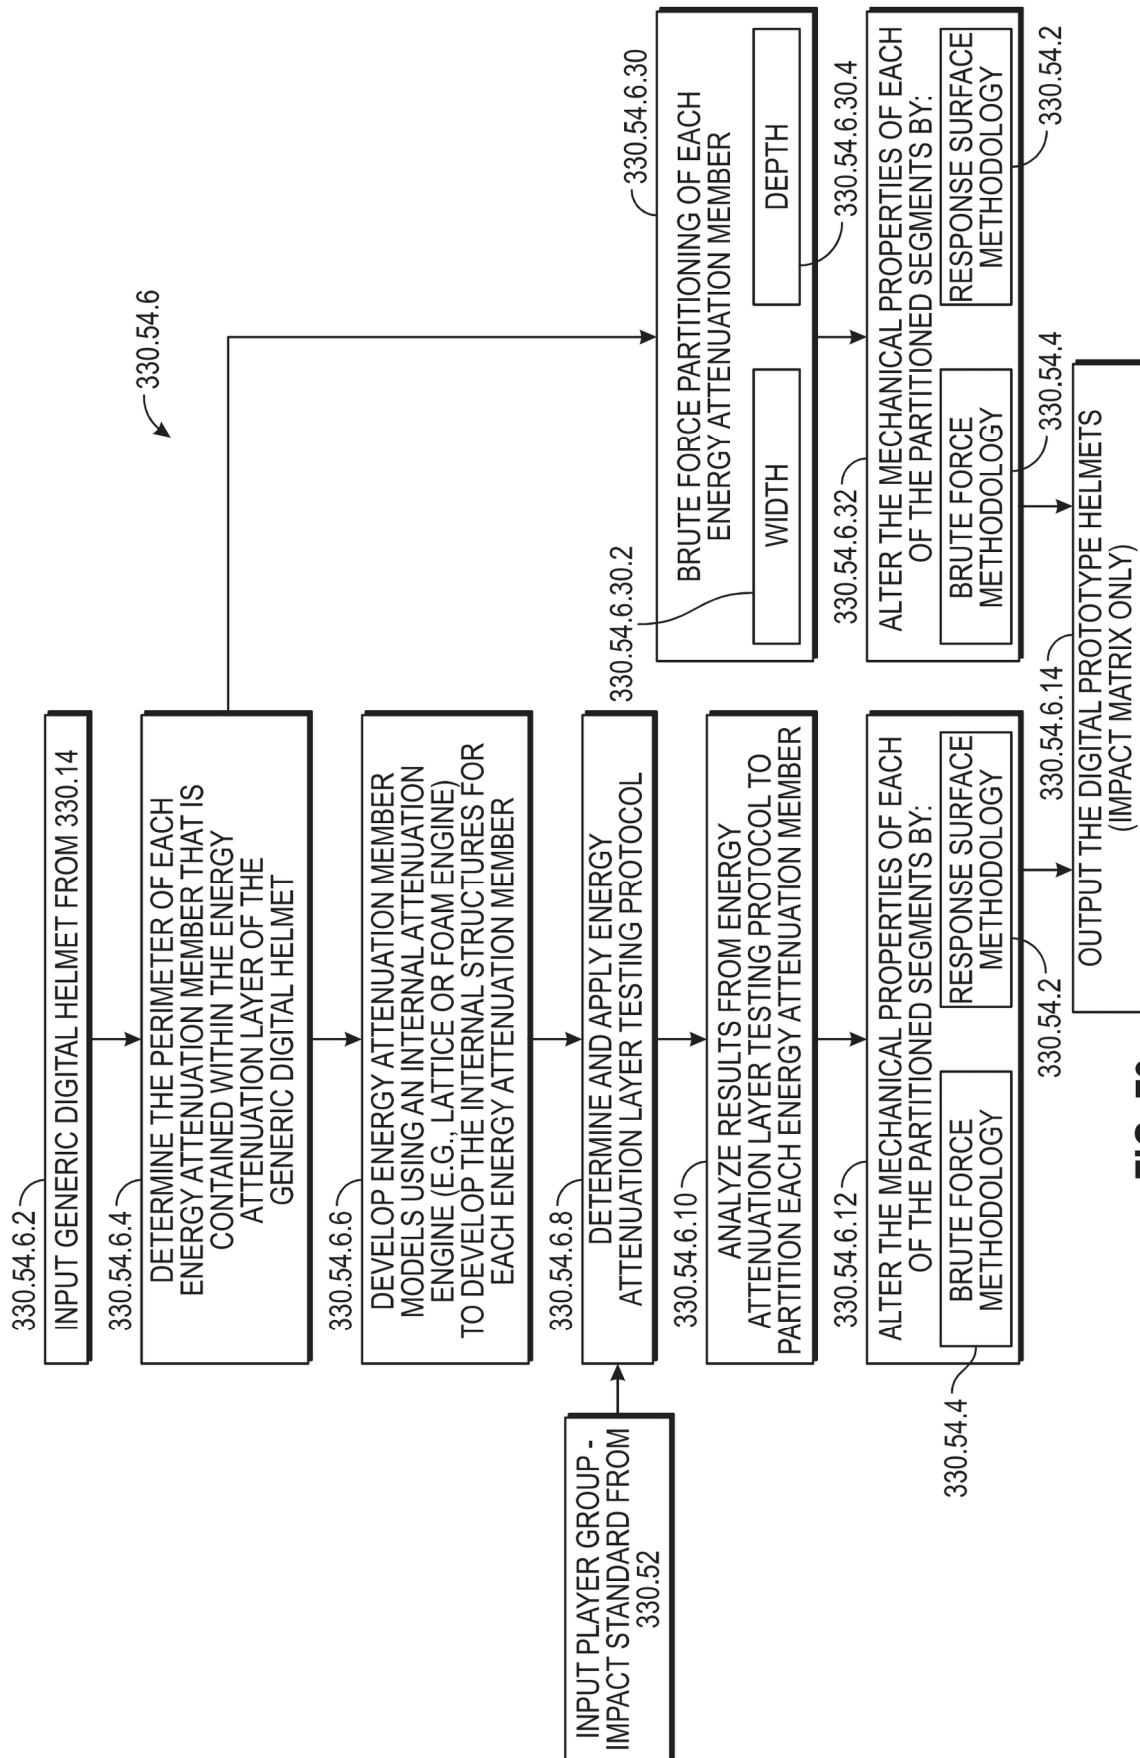 330.54.6
330.54.6.2
INPUT GENERIC DIGITAL HELMET FROM 330.14
330.54.6.4
DETERMINE THE PERIMETER OF EACH
ENERGY ATTENUATION MEMBER THAT IS
CONTAINED WITHIN THE ENERGY
ATTENUATION LAYER OF THE
GENERIC DIGITAL HELMET
330.54.6.6
DEVELOP ENERGY ATTENUATION MEMBER
MODELS USING AN INTERNAL ATTENUATION
ENGINE (E.G., LATTICE OR FOAM ENGINE)
TO DEVELOP THE INTERNAL STRUCTURES FOR
EACH ENERGY ATTENUATION MEMBER
INPUT PLAYER GROUP -
IMPACT STANDARD FROM
330.52
330.54.6.8
DETERMINE AND APPLY ENERGY
ATTENUATION LAYER TESTING PROTOCOL
330.54.6.10
ANALYZE RESULTS FROM ENERGY
ATTENUATION LAYER TESTING PROTOCOL TO
PARTITION EACH ENERGY ATTENUATION MEMBER
330.54.6.12
ALTER THE MECHANICAL PROPERTIES OF EACH
OF THE PARTITIONED SEGMENTS BY:
BRUTE FORCE
METHODOLOGY
330.54.4
RESPONSE SURFACE
METHODOLOGY
330.54.2
330.54.6.30
BRUTE FORCE PARTITIONING OF EACH
ENERGY ATTENUATION MEMBER
330.54.6.30.2
WIDTH
DEPTH
330.54.6.30.4
330.54.6.32
ALTER THE MECHANICAL PROPERTIES OF EACH
OF THE PARTITIONED SEGMENTS BY:
BRUTE FORCE
METHODOLOGY
330.54.4
RESPONSE SURFACE
METHODOLOGY
330.54.2
330.54.6.14
OUTPUT THE DIGITAL PROTOTYPE HELMETS
(IMPACT MATRIX ONLY)